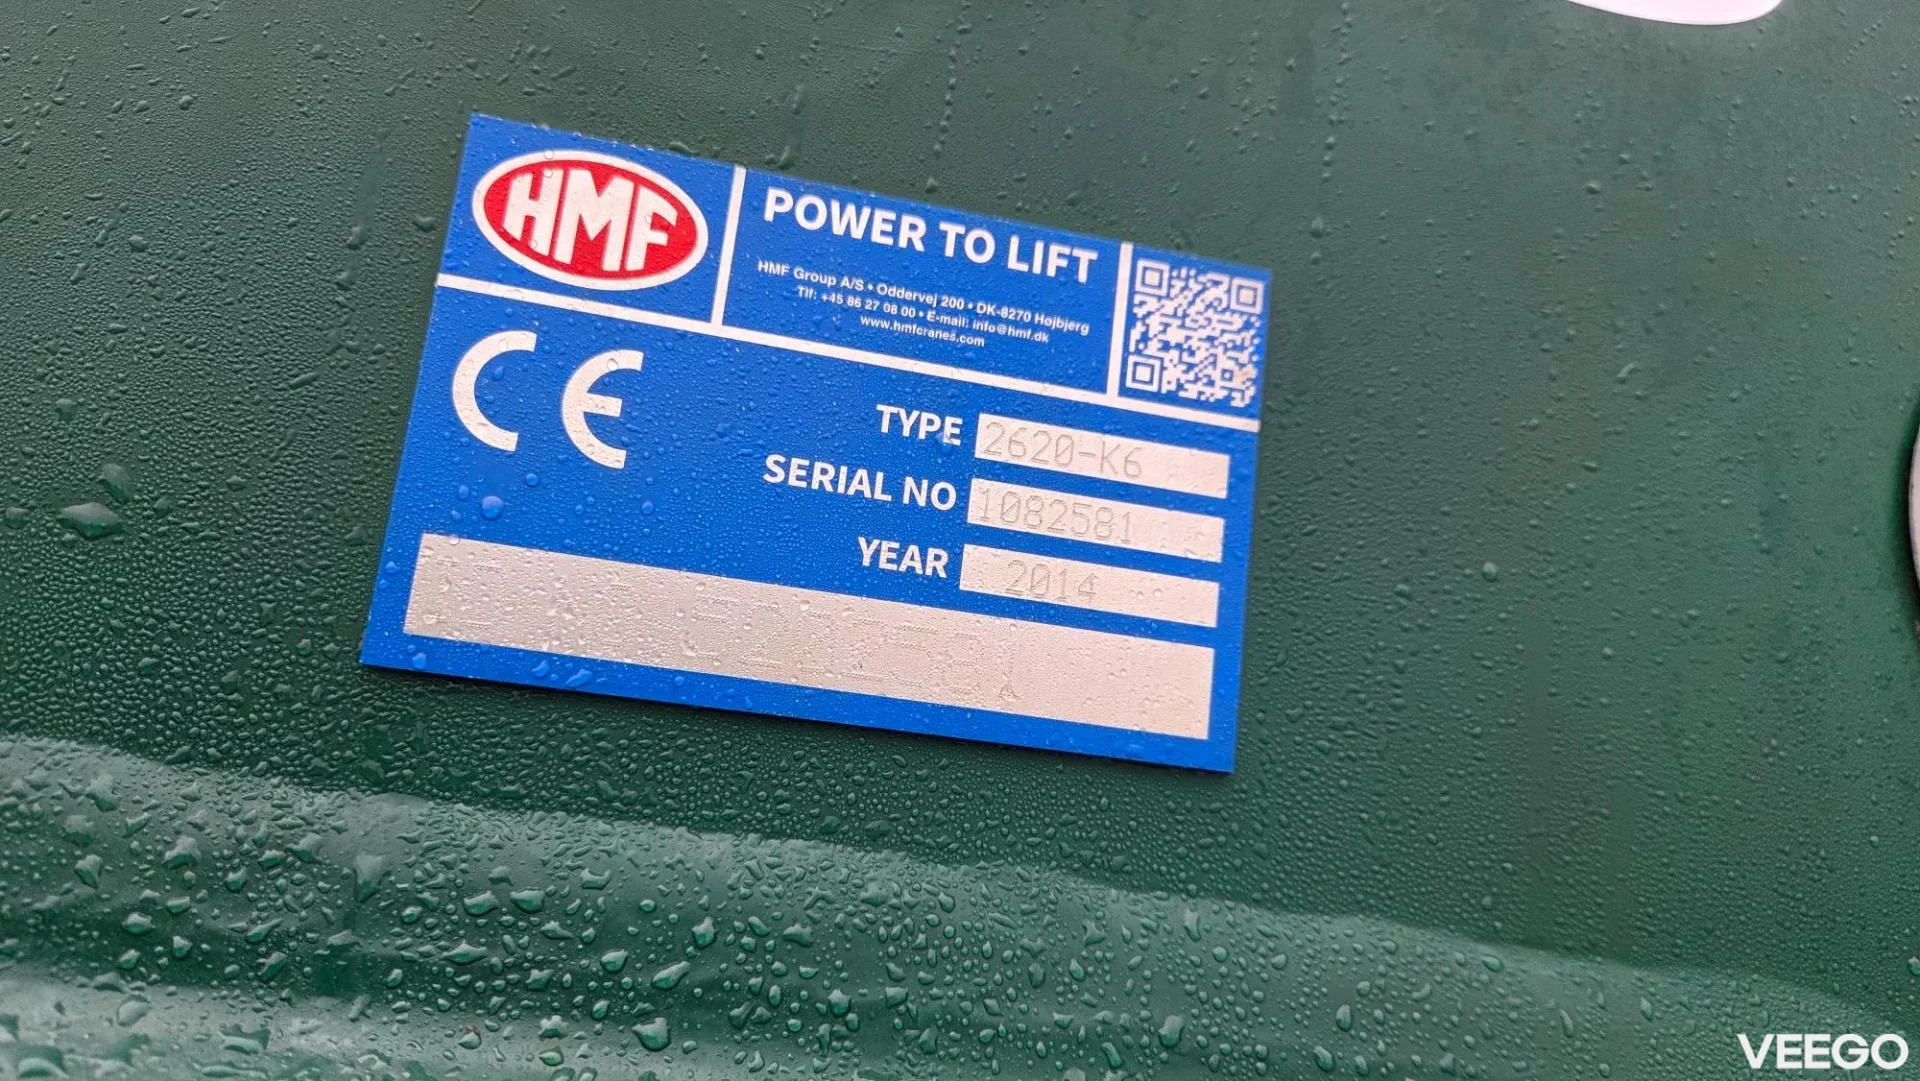 HMF
POWER TO LIFT
HMF Group A/S • Oddervej 200 • DK-8270 Højbjerg
Tlf: +45 86 27 08 00 • E-mail: info@hmf.dk
www.hmfcranes.com
CE
TYPE 2620-K6
SERIAL NO 1082581
YEAR 2014
VEEGO